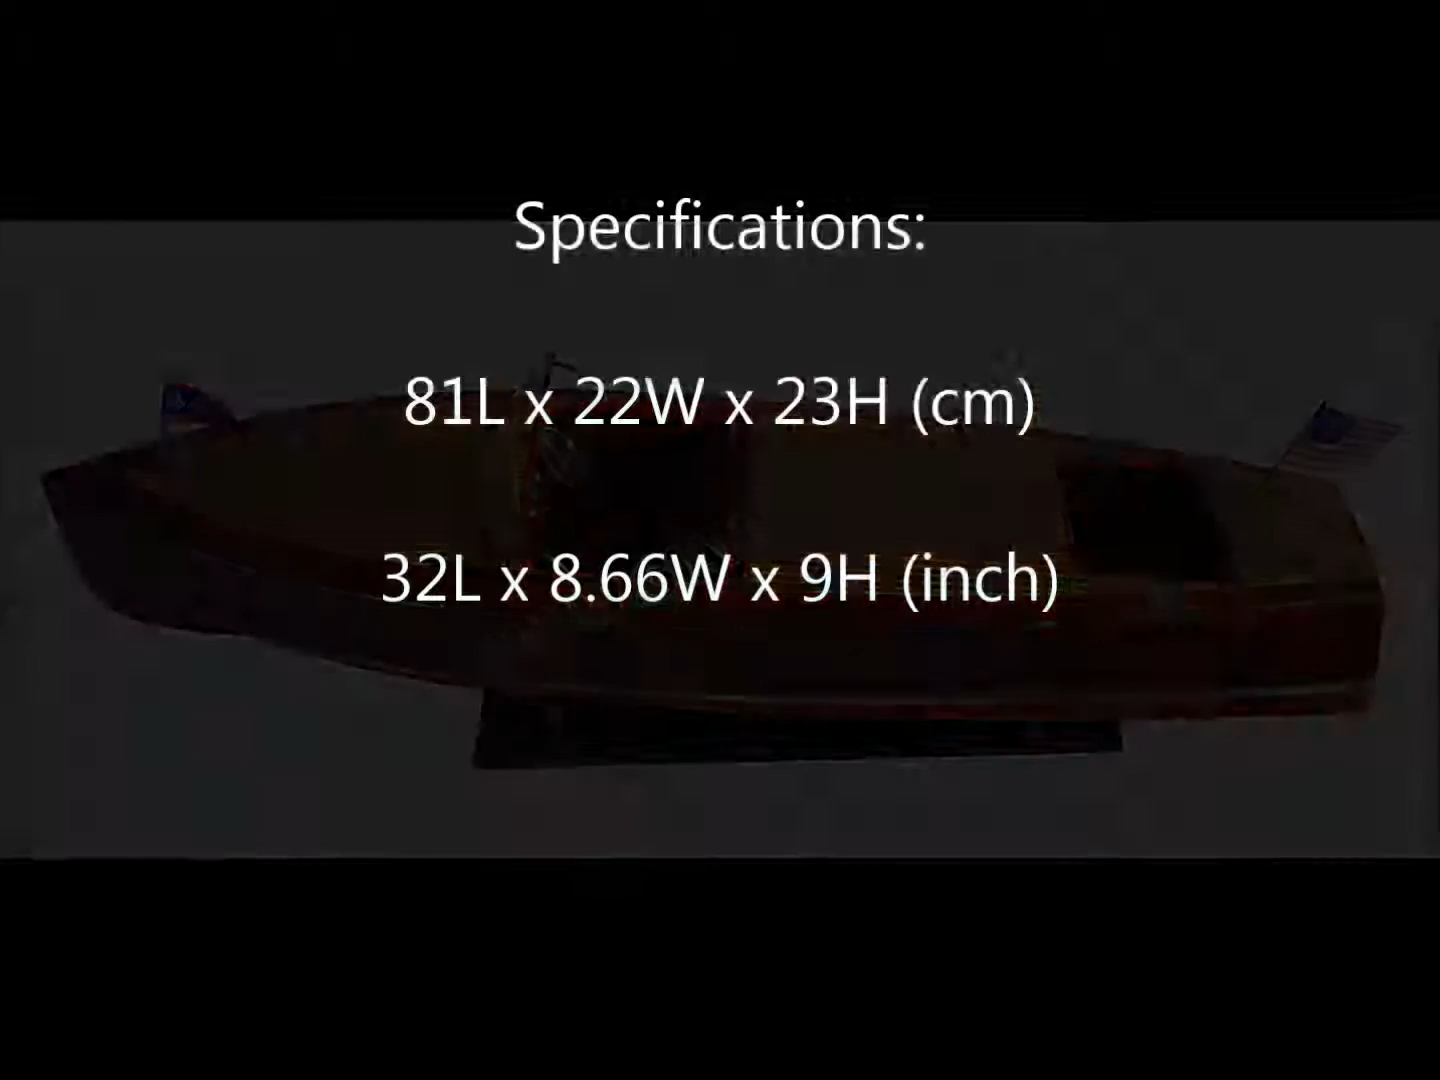 Specifications:
81L x 22W x 23H (cm)
32L x 8.66W x 9H (inch)